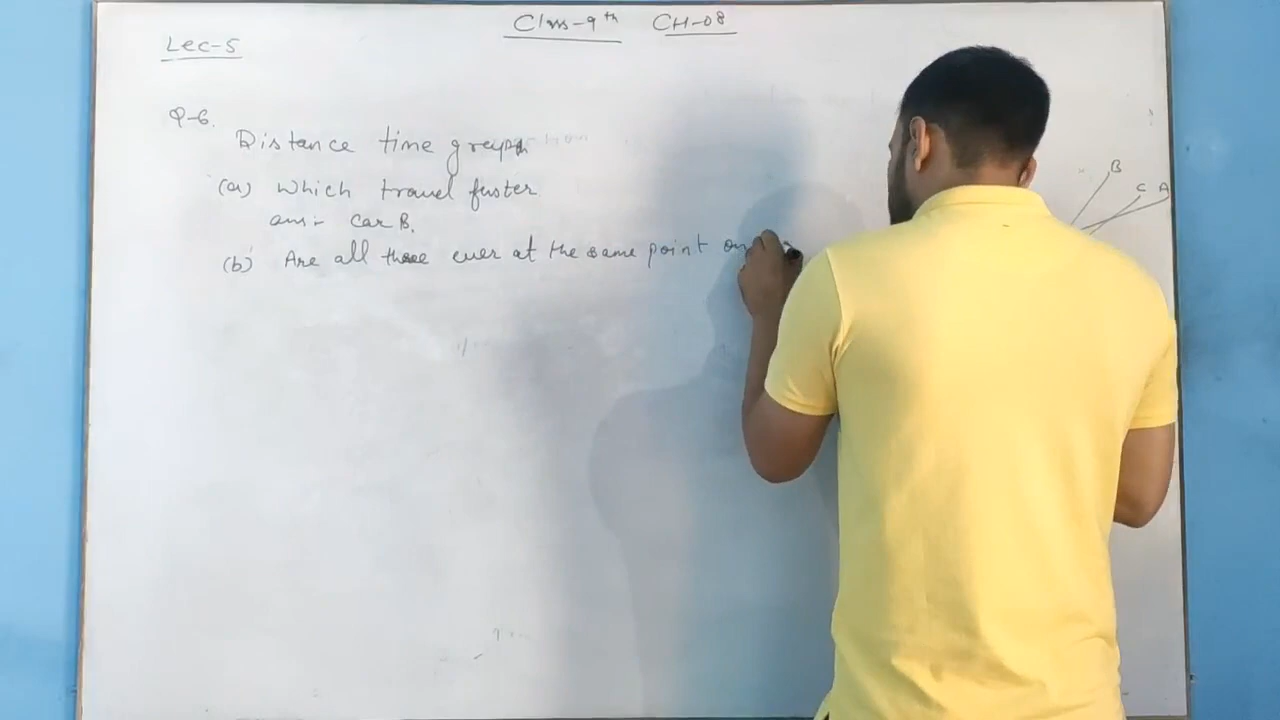 Class-9th CH-08
Lec-5
Q-6.
Distance time graph
(a) Which travel faster
ans:- Car B.
(b) Are all three ever at the same point on
B
C A